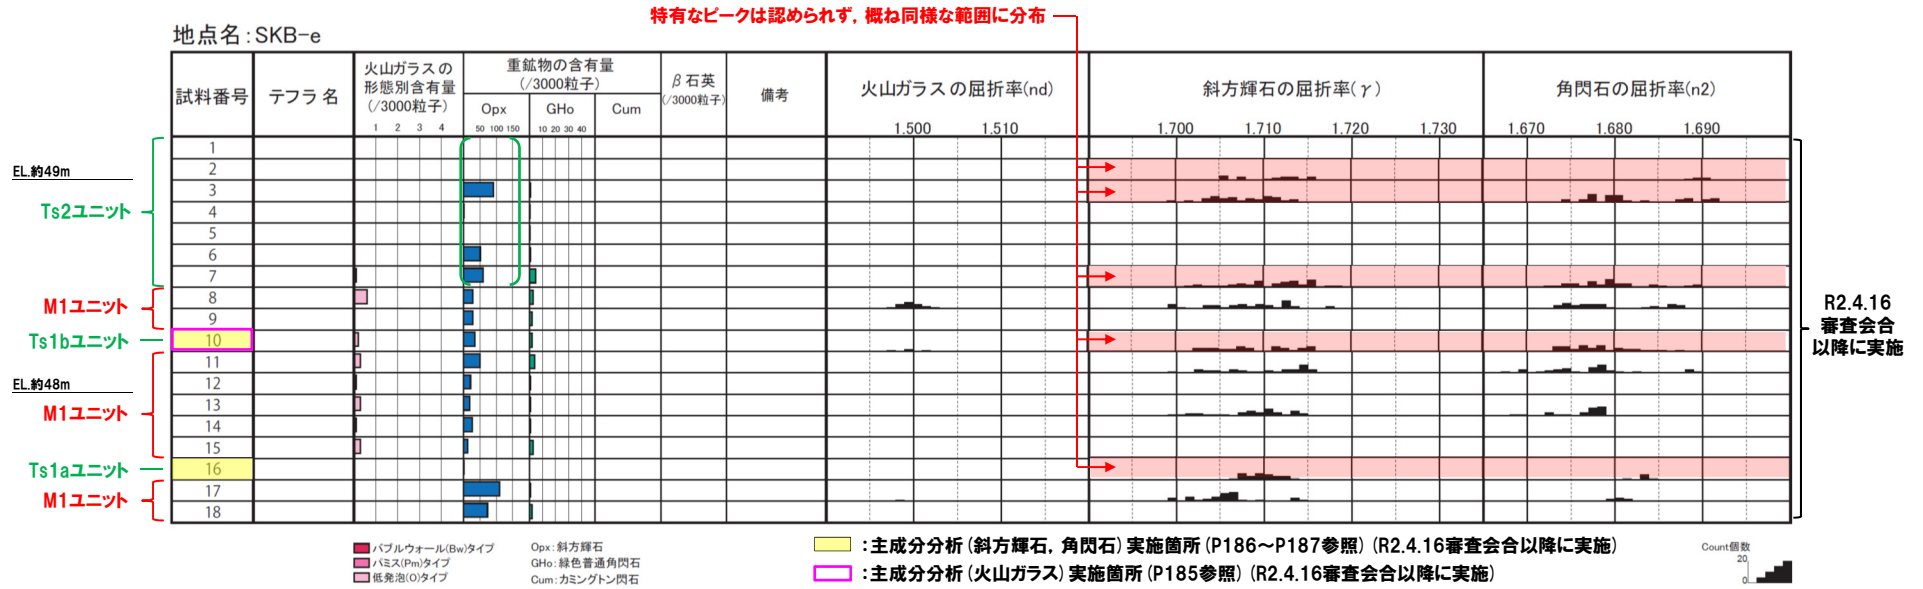 特有なピークは認められず，概ね同様な範囲に分布
地点名：SKB-e
試料番号
テフラ 名
火山ガラスの
形態別含有量
(/3000粒子)
1 2 3 4
重鉱物の含有量
(/3000粒子)
Opx GHo Cum
50 100 150 10 20 30 40
β 石英
(/3000粒子)
備考
火山ガラスの屈折率(nd)
1.500 1.510
斜方輝石の屈折率(γ)
1.700 1.710 1.720 1.730
角閃石の屈折率(n2)
1.670 1.680 1.690
1
2
3
4
5
6
7
8
9
10
11
12
13
14
15
16
17
18
EL.約49m
Ts2ユニット
M1ユニット
Ts1bユニット
EL.約48m
M1ユニット
Ts1aユニット
M1ユニット
R2.4.16
審査会合
以降に実施
バブルウォール(Bw)タイプ
パミス(Pm)タイプ
低発泡(O)タイプ
Opx：斜方輝石
GHo：緑色普通角閃石
Cum：カミングトン閃石
：主成分分析（斜方輝石，角閃石）実施箇所（P186～P187参照）（R2.4.16審査会合以降に実施）
：主成分分析（火山ガラス）実施箇所（P185参照）（R2.4.16審査会合以降に実施）
Count個数
20
0